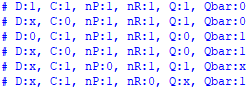 # D:1, C:1, nP:1, nR:1, Q:1, Qbar:0
# D:x, C:0, nP:1, nR:1, Q:1, Qbar:0
# D:0, C:1, nP:1, nR:1, Q:0, Qbar:1
# D:x, C:0, nP:1, nR:1, Q:0, Qbar:1
# D:x, C:1, nP:0, nR:1, Q:1, Qbar:x
# D:x, C:1, nP:1, nR:0, Q:x, Qbar:1